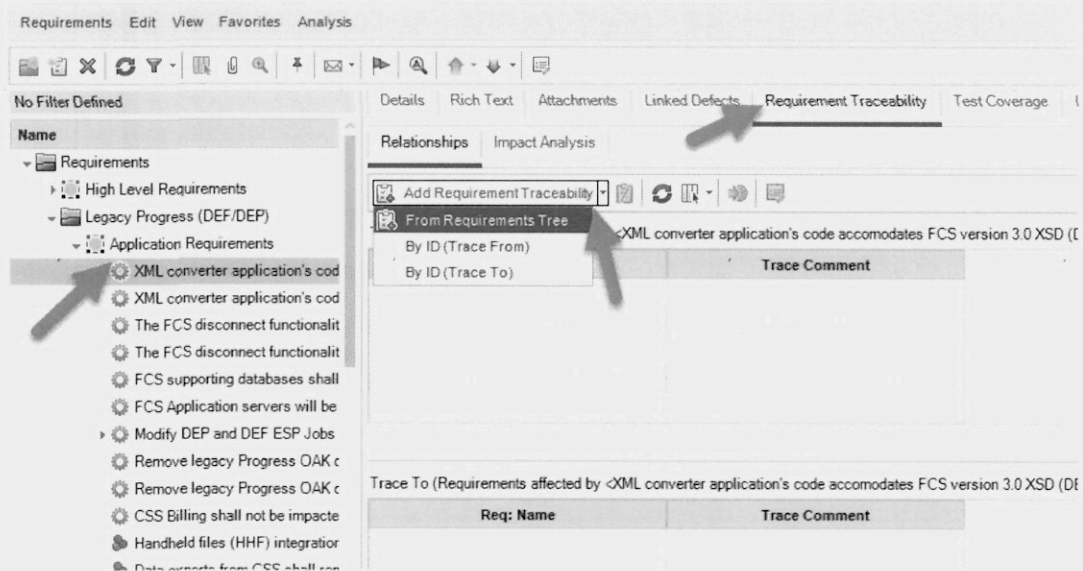 Requirements Edit View Favorites Analysis
No Filter Defined
Details Rich Text Attachments Linked Defects Requirement Traceability Test Coverage
Name
Relationships Impact Analysis
Requirements
High Level Requirements
Add Requirement Traceability
Legacy Progress (DEF/DEP)
From Requirements Tree
<XML converter application's code accomodates FCS version 3.0 XSD (
Application Requirements
By ID (Trace From)
Trace Comment
XML converter application's cod
By ID (Trace To)
XML converter application's cod
The FCS disconnect functionalit
The FCS disconnect functionalit
FCS supporting databases shall
FCS Application servers will be
Modify DEP and DEF ESP Jobs
Remove legacy Progress OAK c
Remove legacy Progress OAK c
Trace To (Requirements affected by <XML converter application's code accomodates FCS version 3.0 XSD (DE
CSS Billing shall not be impacte
Req: Name Trace Comment
Handheld files (HHF) integration
Data exports from CSS shall